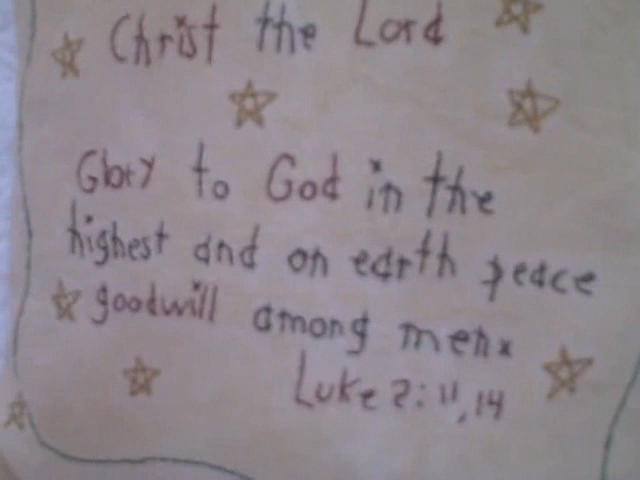 Christ the Lord
Glory to God in the
highest and on earth peace
goodwill among men.
Luke 2:11,14